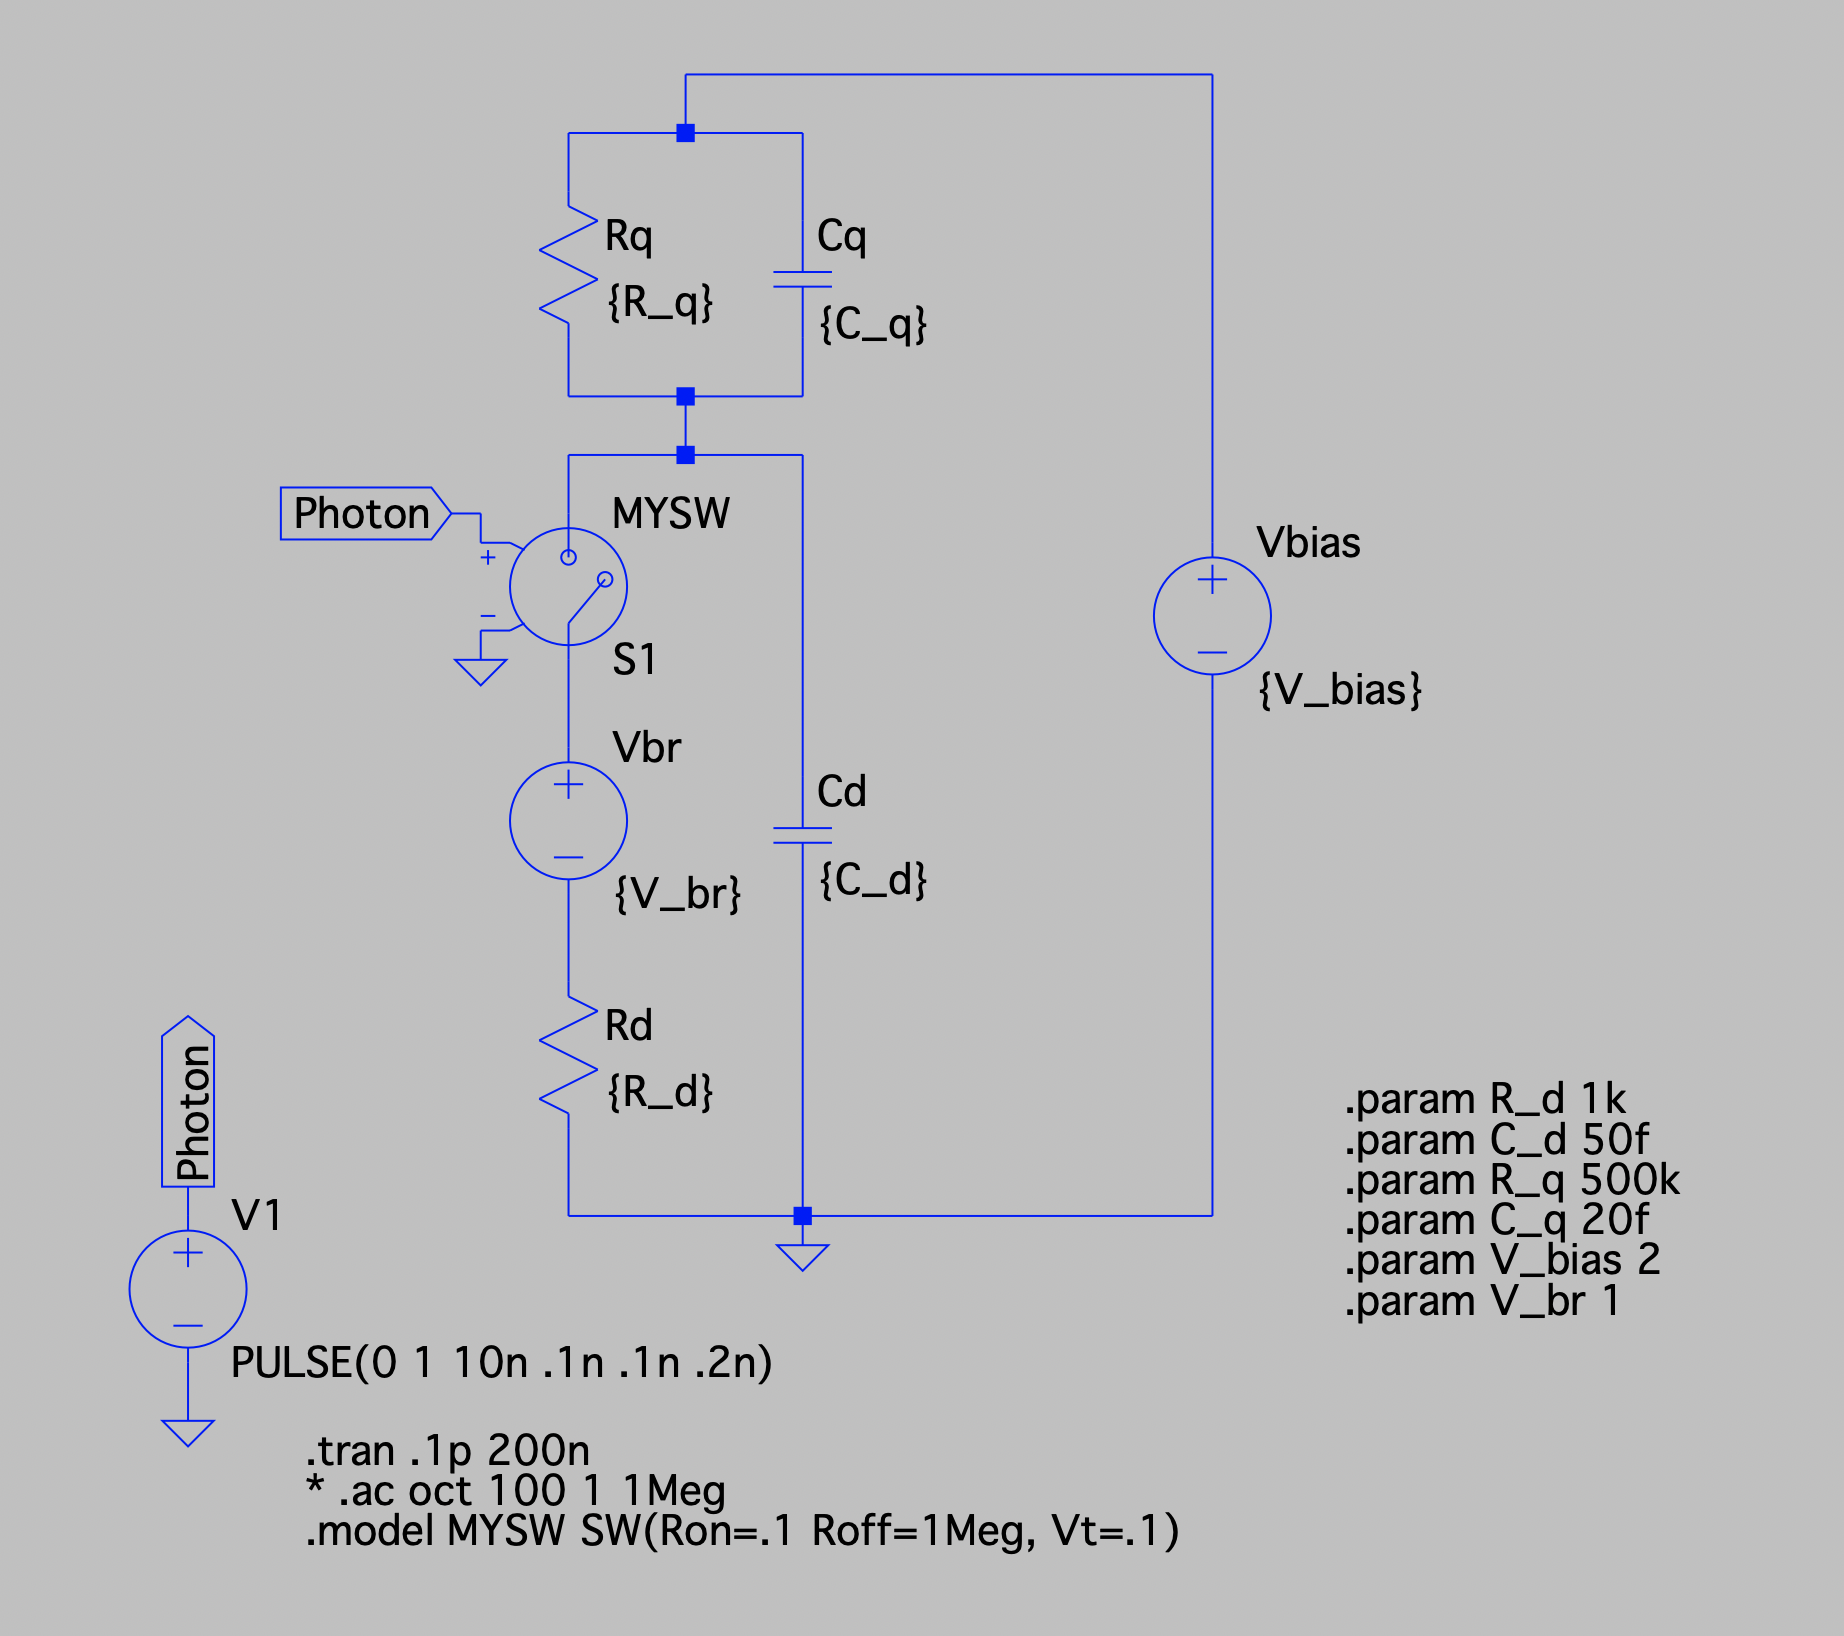 Rq
{R_q}
Cq
{C_q}
Photon
MYSW
+
−
S1
Vbr
+
−
{V_br}
Cd
{C_d}
Vbias
+
−
{V_bias}
Rd
{R_d}
Photon
V1
+
−
PULSE(0 1 10n .1n .1n .2n)
.param R_d 1k
.param C_d 50f
.param R_q 500k
.param C_q 20f
.param V_bias 2
.param V_br 1
.tran .1p 200n
* .ac oct 100 1 1Meg
.model MYSW SW(Ron=.1 Roff=1Meg, Vt=.1)